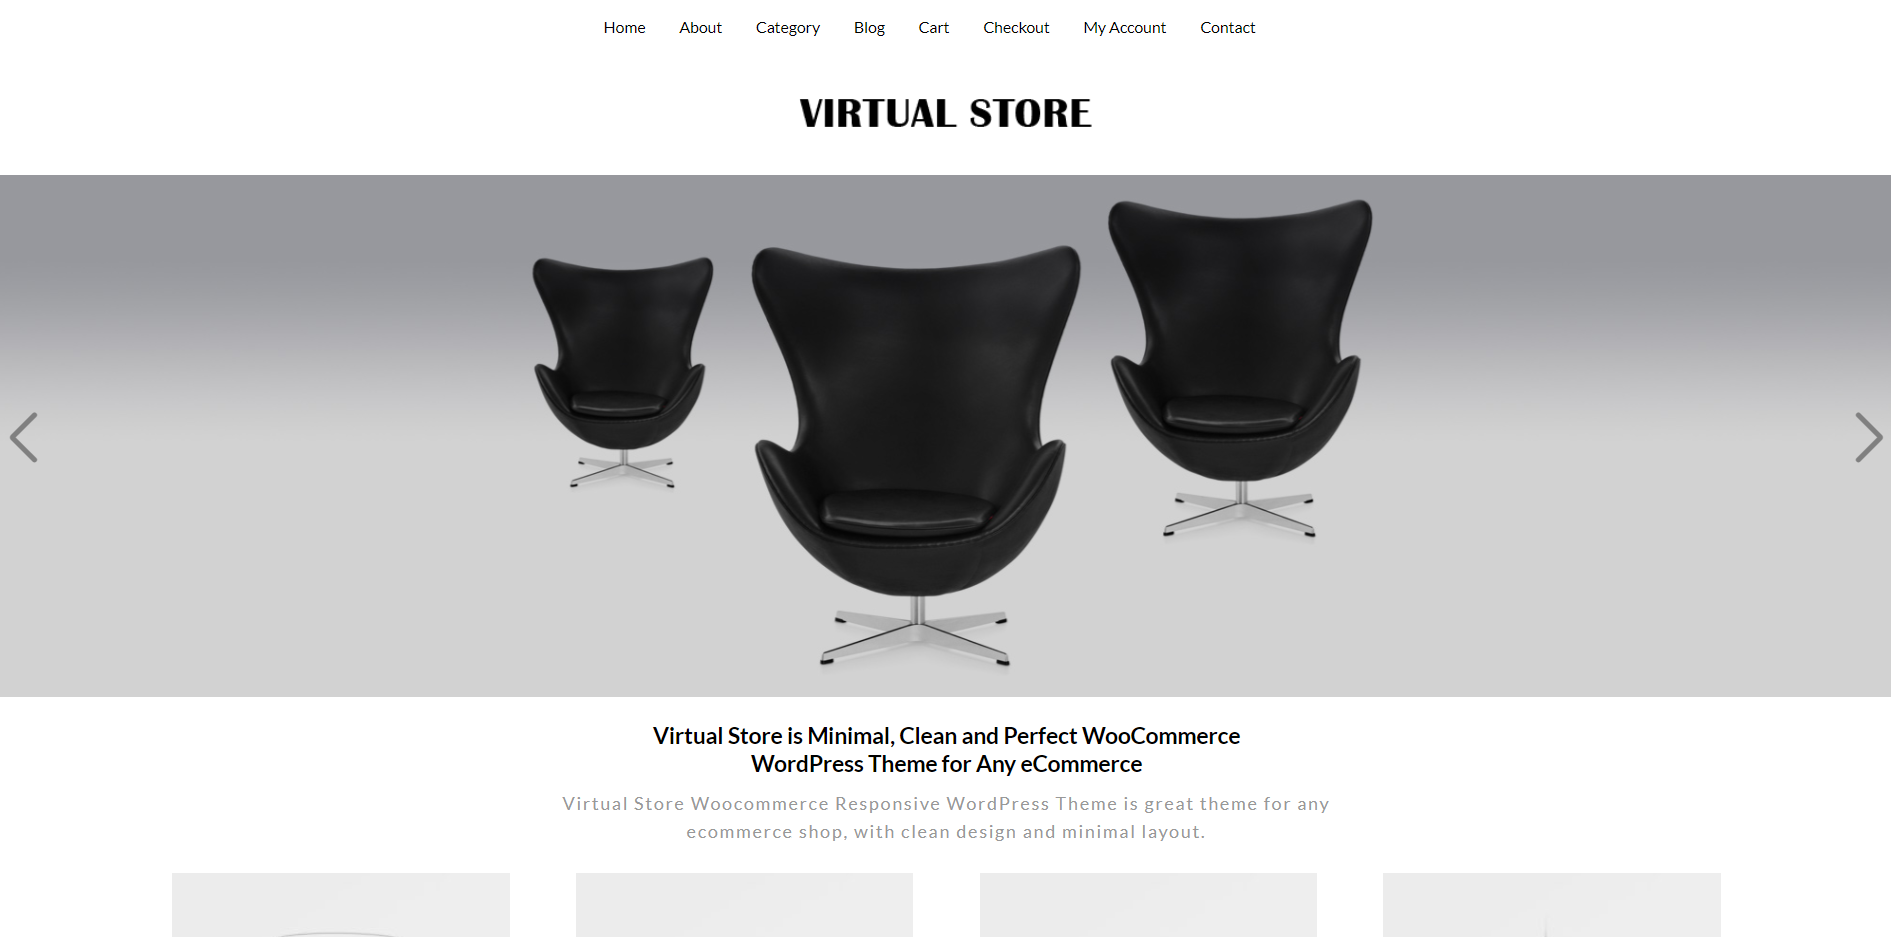 Home About Category Blog Cart Checkout My Account Contact
VIRTUAL STORE
Virtual Store is Minimal, Clean and Perfect WooCommerce
WordPress Theme for Any eCommerce
Virtual Store Woocommerce Responsive WordPress Theme is great theme for any
ecommerce shop, with clean design and minimal layout.